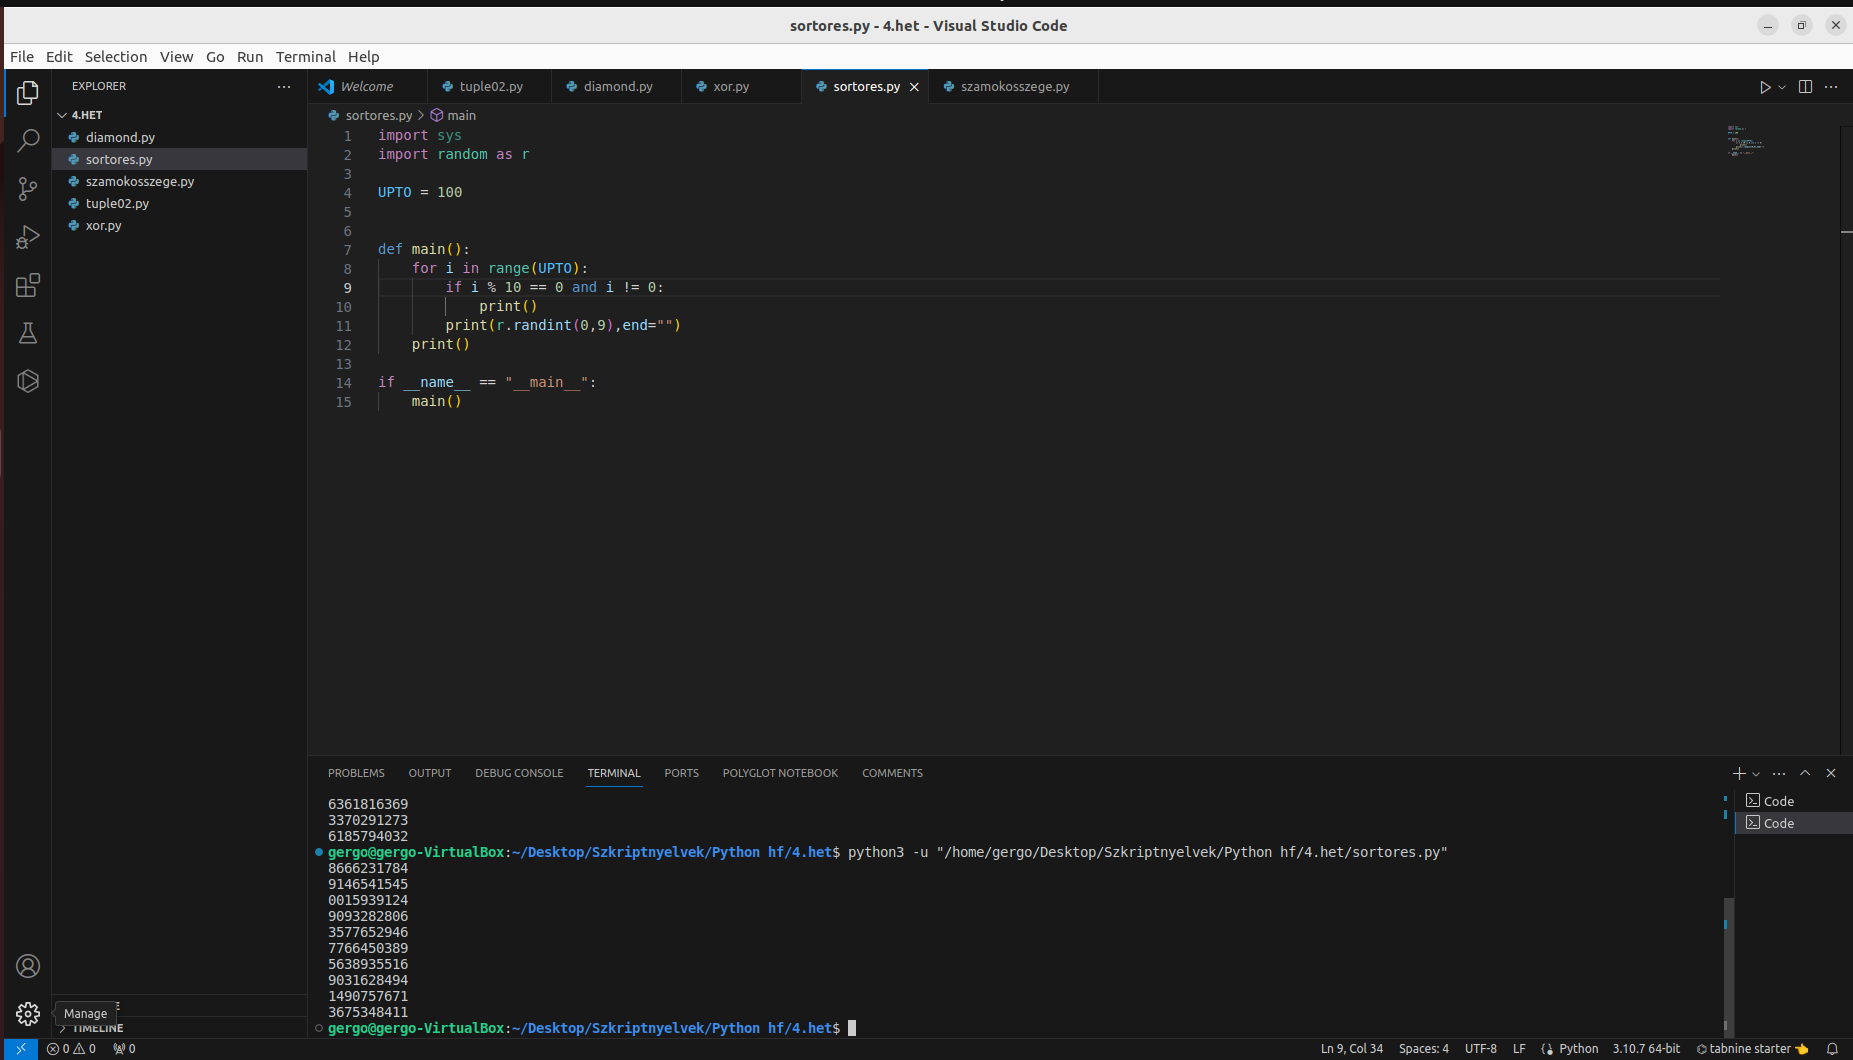 sortores.py - 4.het - Visual Studio Code
File Edit Selection View Go Run Terminal Help
EXPLORER
4.HET
diamond.py
sortores.py
szamokosszege.py
tuple02.py
xor.py
TIMELINE
Manage
Welcome tuple02.py diamond.py xor.py sortores.py szamokosszege.py
sortores.py > main
1 import sys
2 import random as r
3
4 UPTO = 100
5
6
7 def main():
8     for i in range(UPTO):
9         if i % 10 == 0 and i != 0:
10             print()
11         print(r.randint(0,9),end="")
12     print()
13
14 if __name__ == "__main__":
15     main()
PROBLEMS OUTPUT DEBUG CONSOLE TERMINAL PORTS POLYGLOT NOTEBOOK COMMENTS
6361816369
3370291273
6185794032
gergo@gergo-VirtualBox:~/Desktop/Szkriptnyelvek/Python hf/4.het$ python3 -u "/home/gergo/Desktop/Szkriptnyelvek/Python hf/4.het/sortores.py"
8666231784
9146541545
0015939124
9093282806
3577652946
7766450389
5638935516
9031628494
1490757671
3675348411
gergo@gergo-VirtualBox:~/Desktop/Szkriptnyelvek/Python hf/4.het$
Code
Code
0 0 0 Ln 9, Col 34 Spaces: 4 UTF-8 LF Python 3.10.7 64-bit tabnine starter